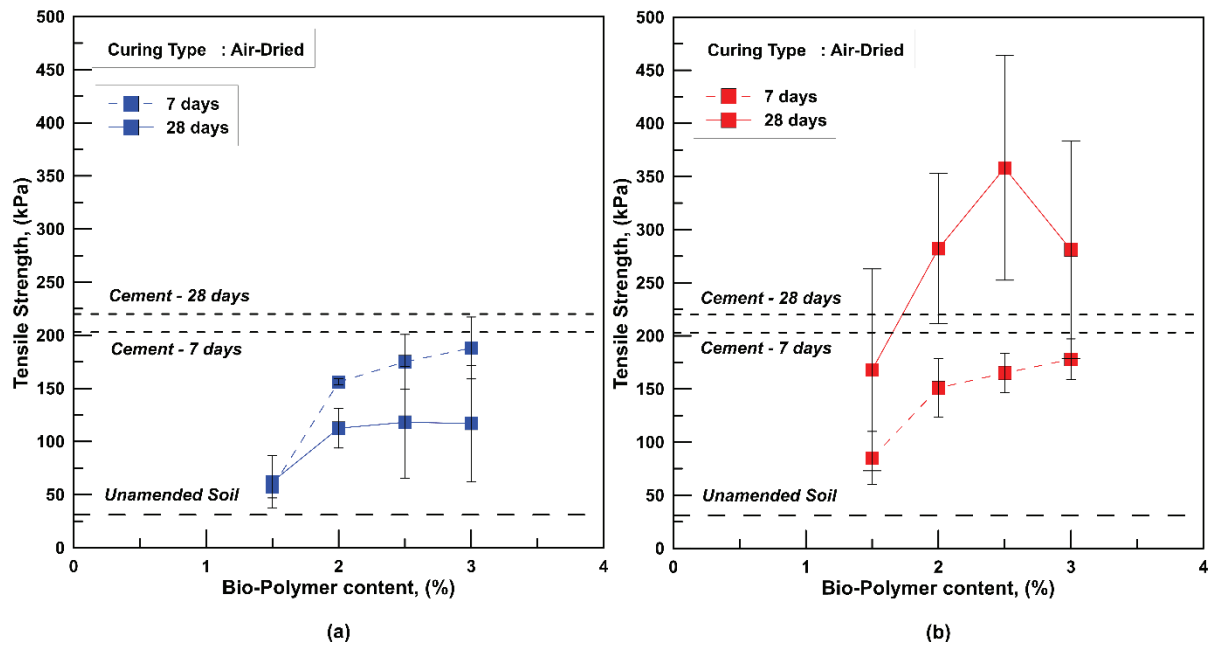 500
450
400
350
300
250
200
150
100
50
0
Tensile Strength, (kPa)
Curing Type : Air-Dried
7 days
28 days
Cement - 28 days
Cement - 7 days
Unamended Soil
0
1
2
3
4
Bio-Polymer content, (%)
(a)
500
450
400
350
300
250
200
150
100
50
0
Tensile Strength, (kPa)
Curing Type : Air-Dried
7 days
28 days
Cement - 28 days
Cement - 7 days
Unamended Soil
0
1
2
3
4
Bio-Polymer content, (%)
(b)